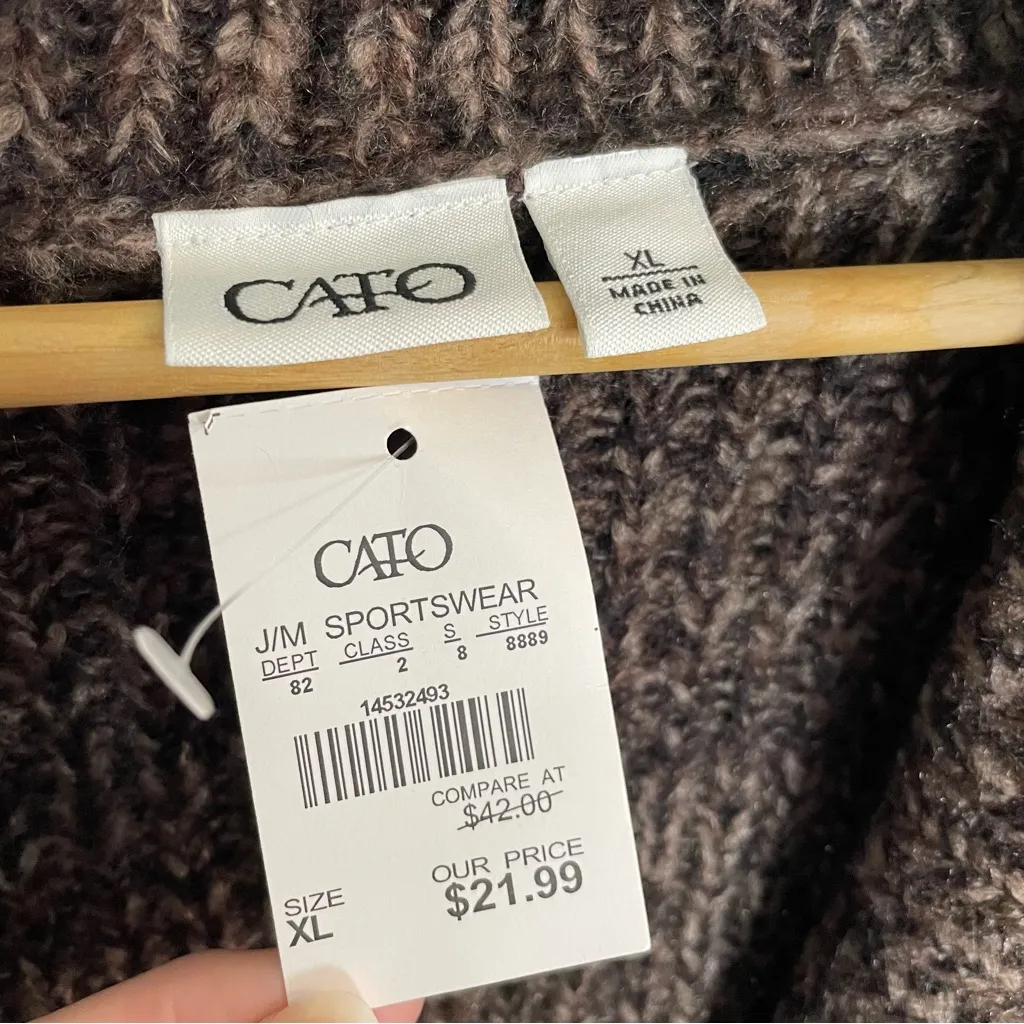 CATO
XL
MADE IN
CHINA
CATO
J/M SPORTSWEAR
DEPT CLASS S STYLE
82 2 8 8889
14532493
COMPARE AT
$42.00
OUR PRICE
$21.99
SIZE
XL